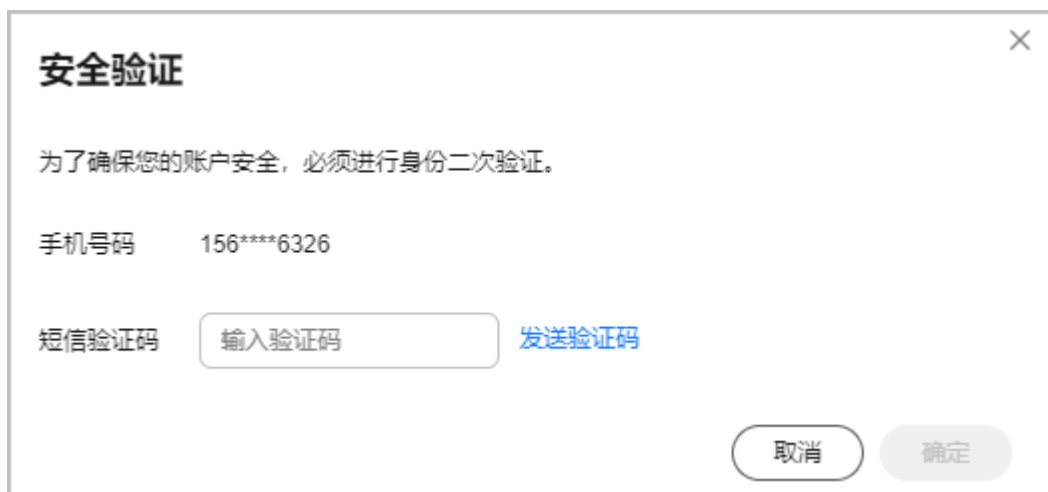 安全验证
为了确保您的账户安全，必须进行身份二次验证。
手机号码 156****6326
短信验证码 输入验证码 发送验证码
取消 确定